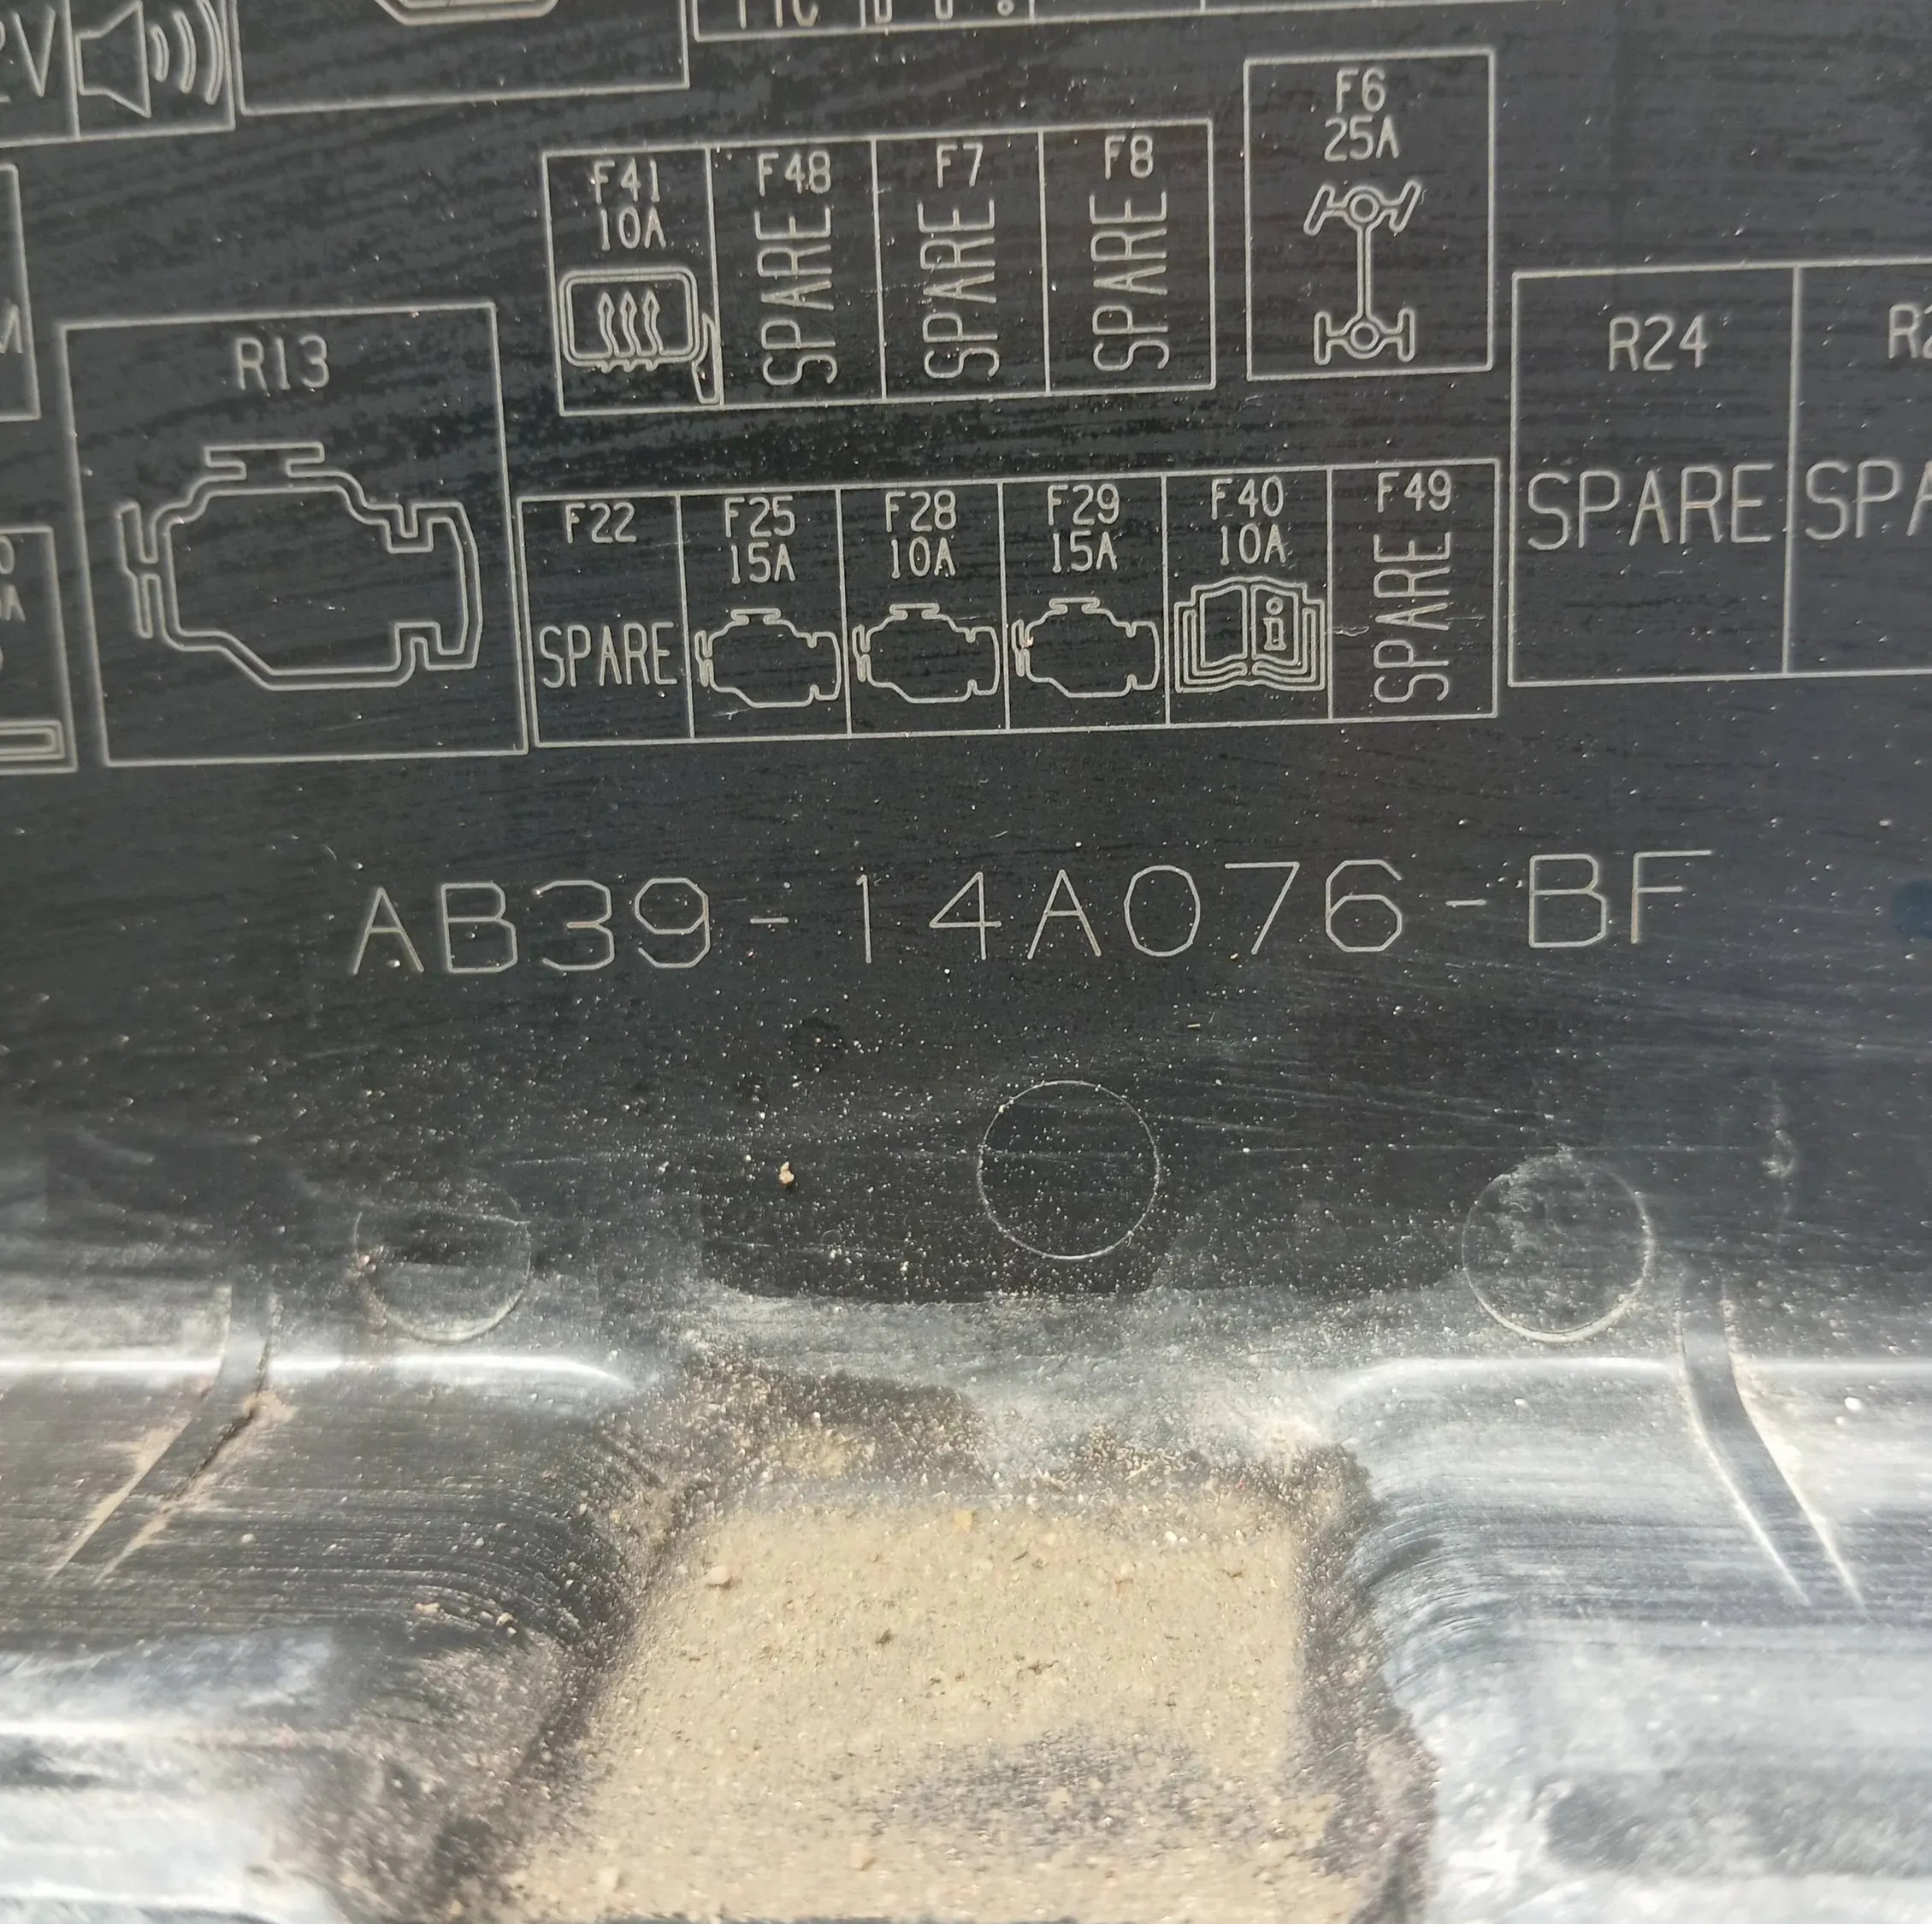 F6
25A
F41
10A
F48
SPARE
F7
SPARE
F8
SPARE
R13
R24
SPARE
F22
SPARE
F25
15A
F28
10A
F29
15A
F40
10A
i
F49
SPARE
AB39-14A076-BF